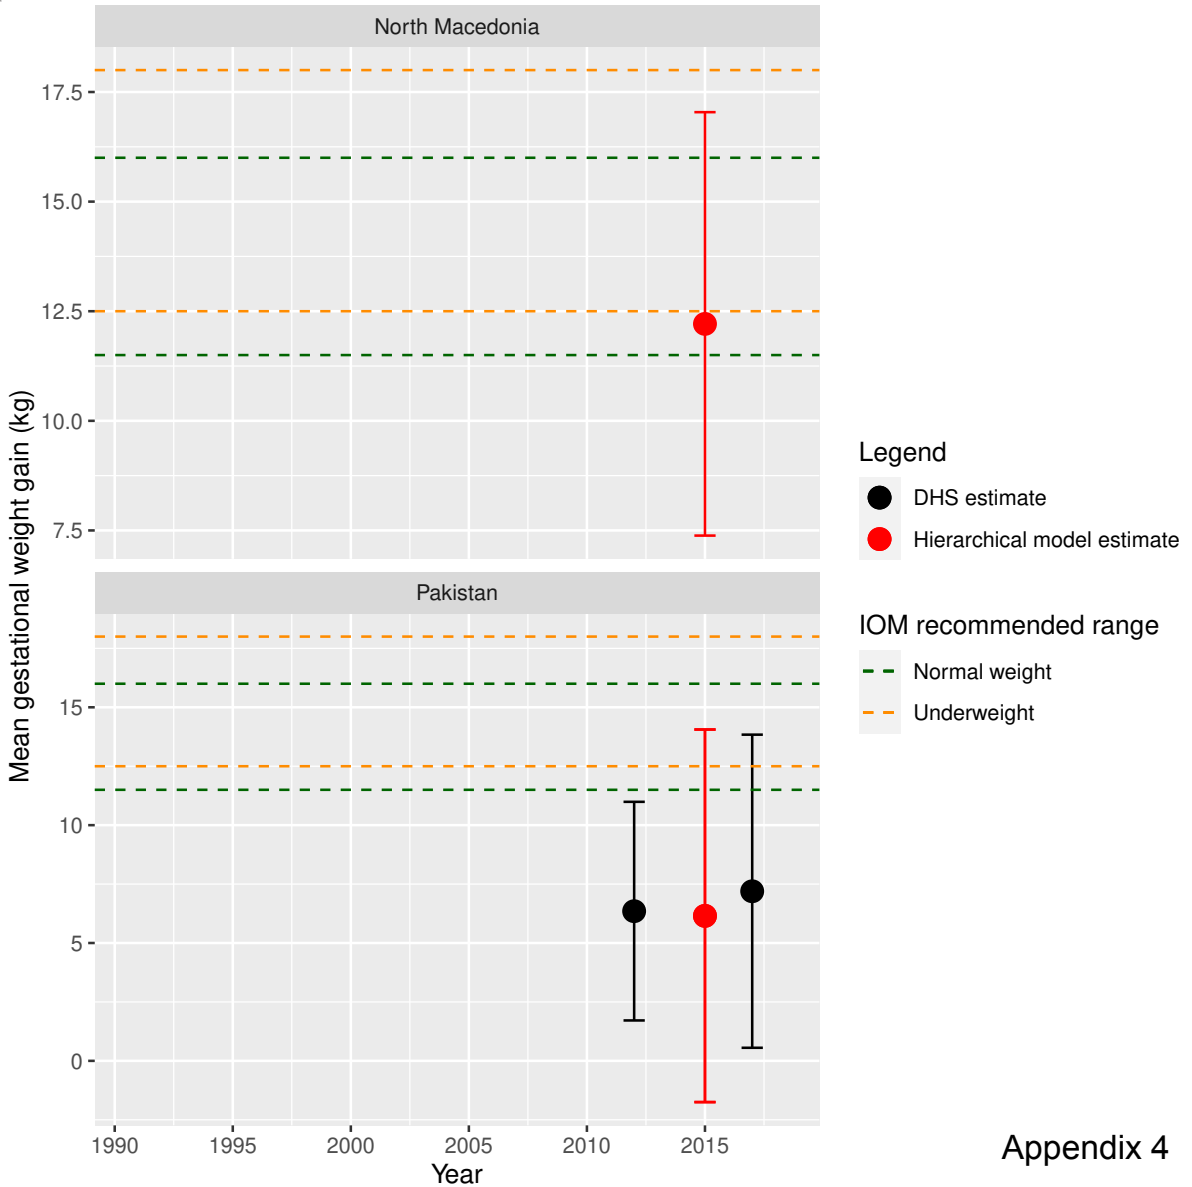 North Macedonia
17.5
15.0
12.5
10.0
7.5
Mean gestational weight gain (kg)
Pakistan
15
10
5
0
1990 1995 2000 2005 2010 2015
Year
Legend
DHS estimate
Hierarchical model estimate
IOM recommended range
Normal weight
Underweight
Appendix 4